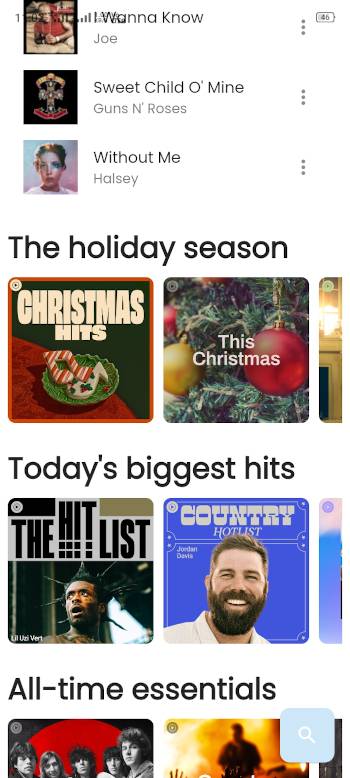 I Wanna Know
Joe
46
Sweet Child O' Mine
Guns N' Roses
Without Me
Halsey
The holiday season
CHRISTMAS
HITS
This
Christmas
Today's biggest hits
THE HIT LIST
Lil Uzi Vert
COUNTRY
HOTLIST
Jordan
Davis
All-time essentials